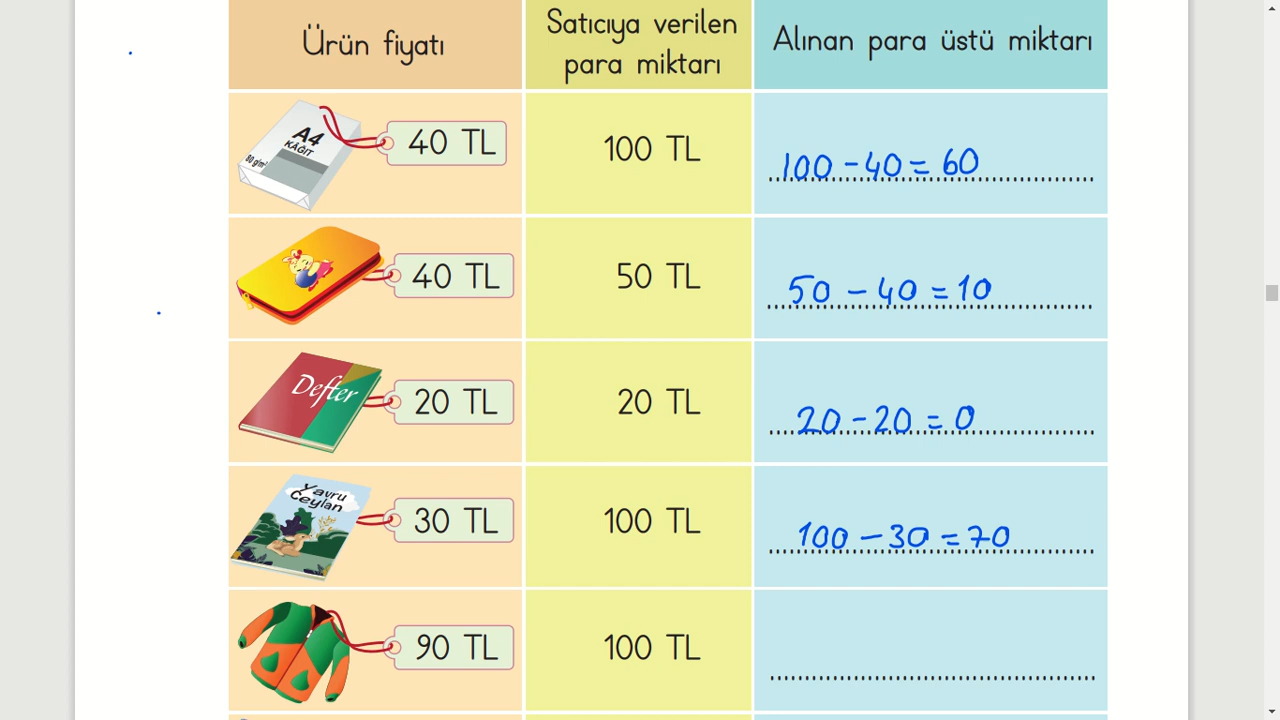 Ürün fiyatı
Satıcıya verilen
para miktarı
Alınan para üstü miktarı
A4
KAĞIT
80 g/m²
40 TL
100 TL
100 - 40 = 60
40 TL
50 TL
50 - 40 = 10
Defter
20 TL
20 TL
20 - 20 = 0
Yavru
Ceylan
30 TL
100 TL
100 - 30 = 70
90 TL
100 TL